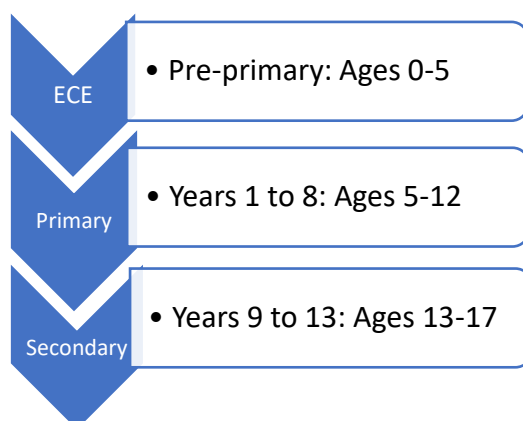 ECE
• Pre-primary: Ages 0-5
Primary
• Years 1 to 8: Ages 5-12
Secondary
• Years 9 to 13: Ages 13-17